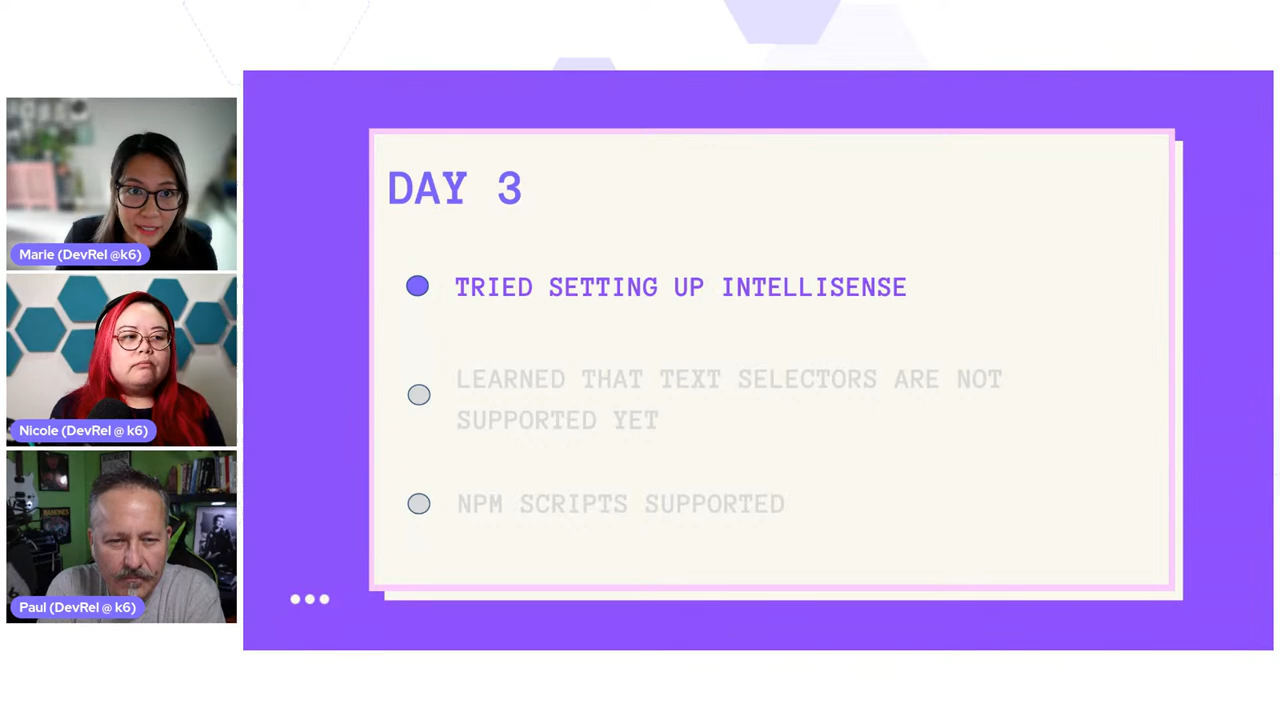 Marie (DevRel @k6)
Nicole (DevRel @ k6)
Paul (DevRel @ k6)
DAY 3
TRIED SETTING UP INTELLISENSE
LEARNED THAT TEXT SELECTORS ARE NOT
SUPPORTED YET
NPM SCRIPTS SUPPORTED